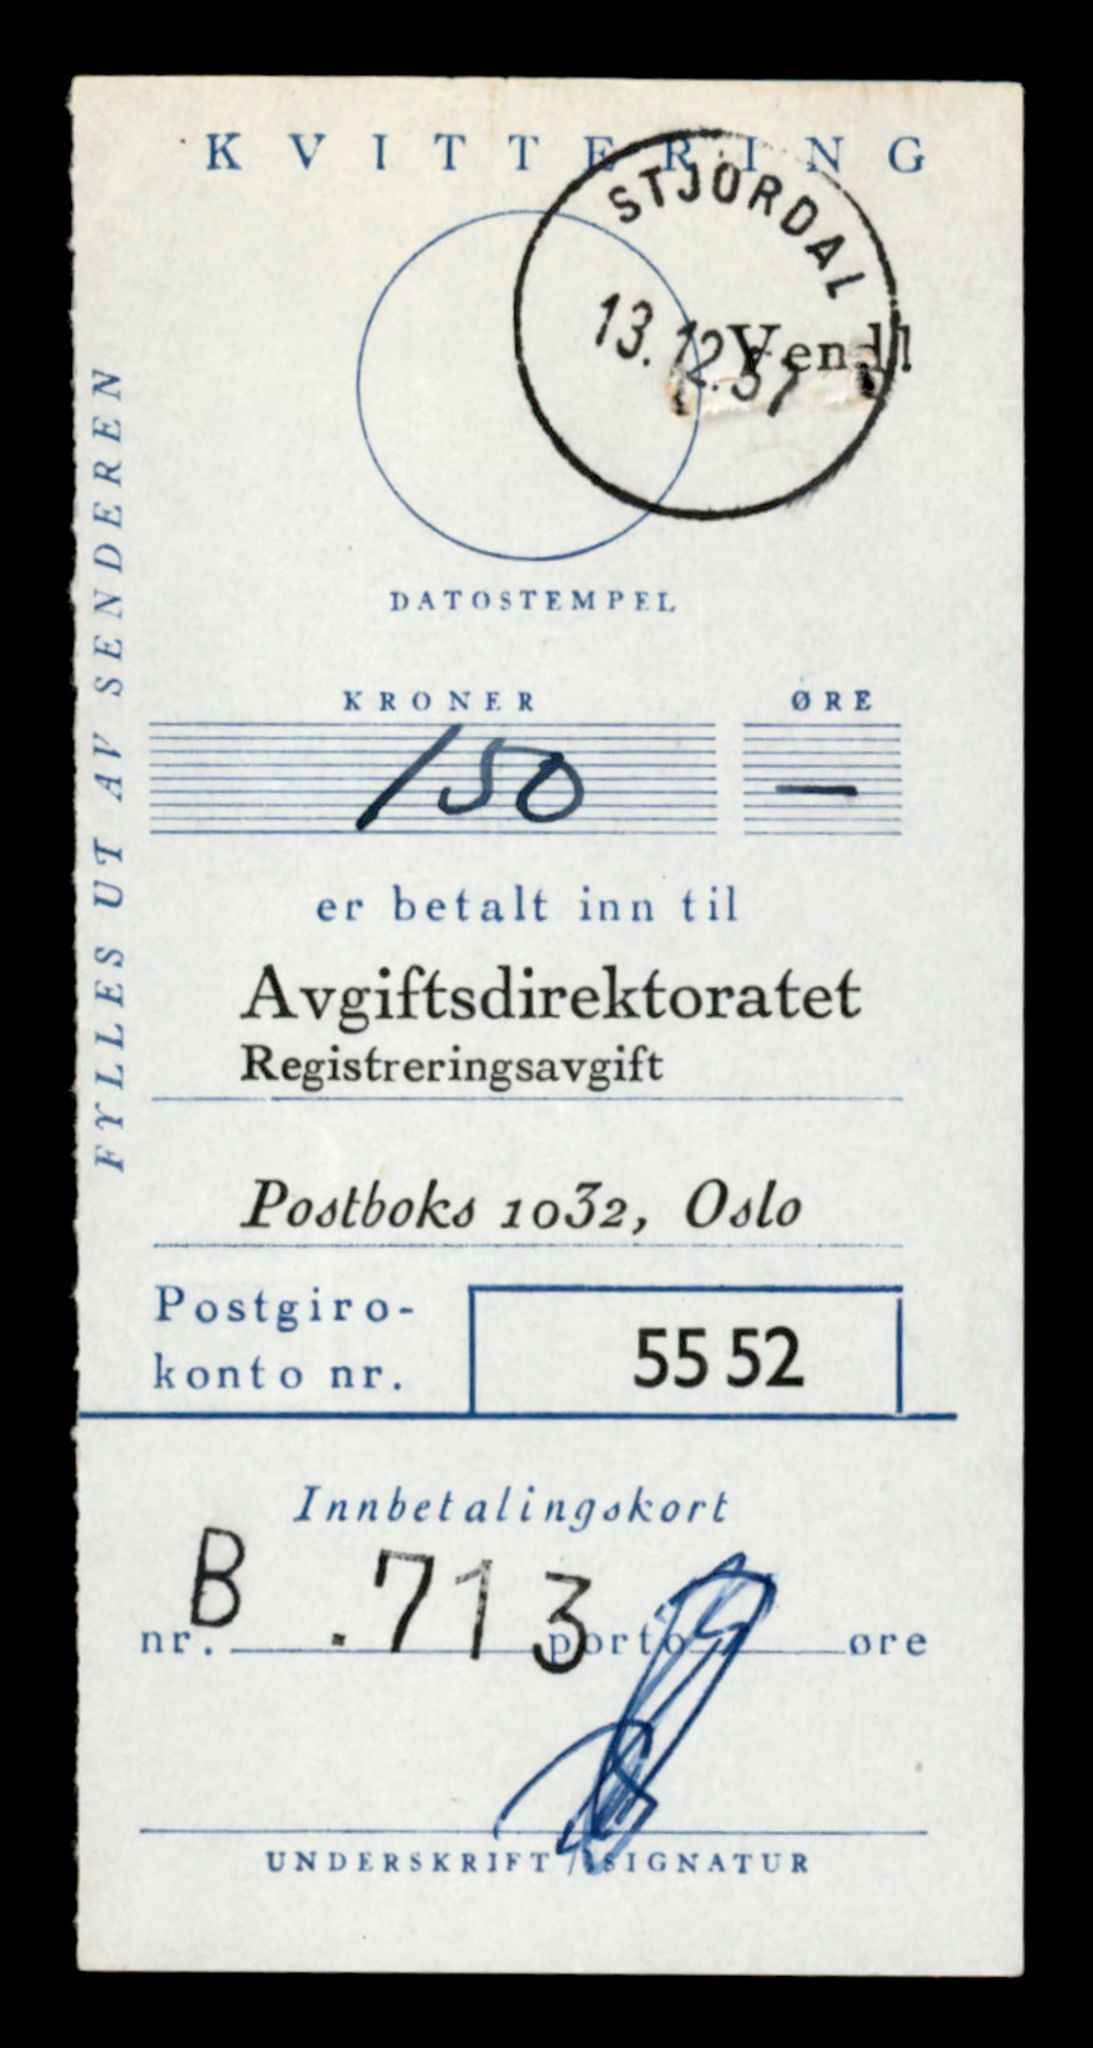 KVITTERING
STJØRDAL
13.12.57
Vend!
DATOSTEMPEL
FYLLES UT AV SENDEREN
KRONER ØRE
150 —
er betalt inn til
Avgiftsdirektoratet
Registreringsavgift
Postboks 1032, Oslo
Postgiro-
konto nr.
55 52
Innbetalingskort
B .713
nr. porto øre
UNDERSKRIFT / SIGNATUR